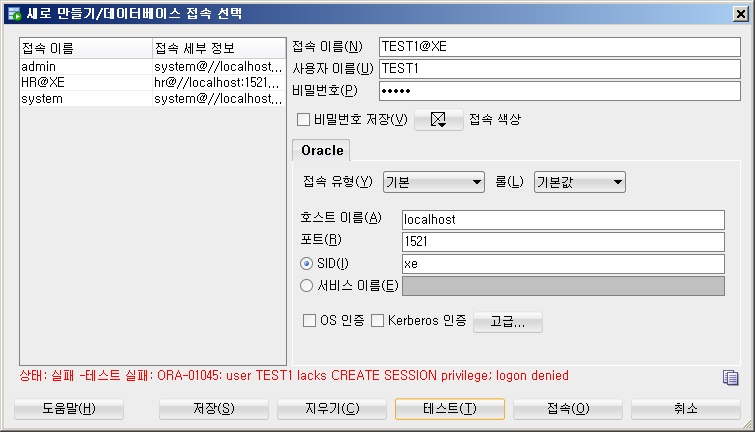 새로 만들기/데이터베이스 접속 선택
접속 이름 접속 세부 정보
admin system@//localhost,,,
HR@XE hr@//localhost:1521,,,
system system@//localhost,,,
접속 이름(N) TEST1@XE
사용자 이름(U) TEST1
비밀번호(P) •••••
비밀번호 저장(V) 접속 색상
Oracle
접속 유형(Y) 기본 롤(L) 기본값
호스트 이름(A) localhost
포트(R) 1521
SID(I) xe
서비스 이름(E)
OS 인증 Kerberos 인증 고급...
상태: 실패 -테스트 실패: ORA-01045: user TEST1 lacks CREATE SESSION privilege; logon denied
도움말(H) 저장(S) 지우기(C) 테스트(T) 접속(O) 취소